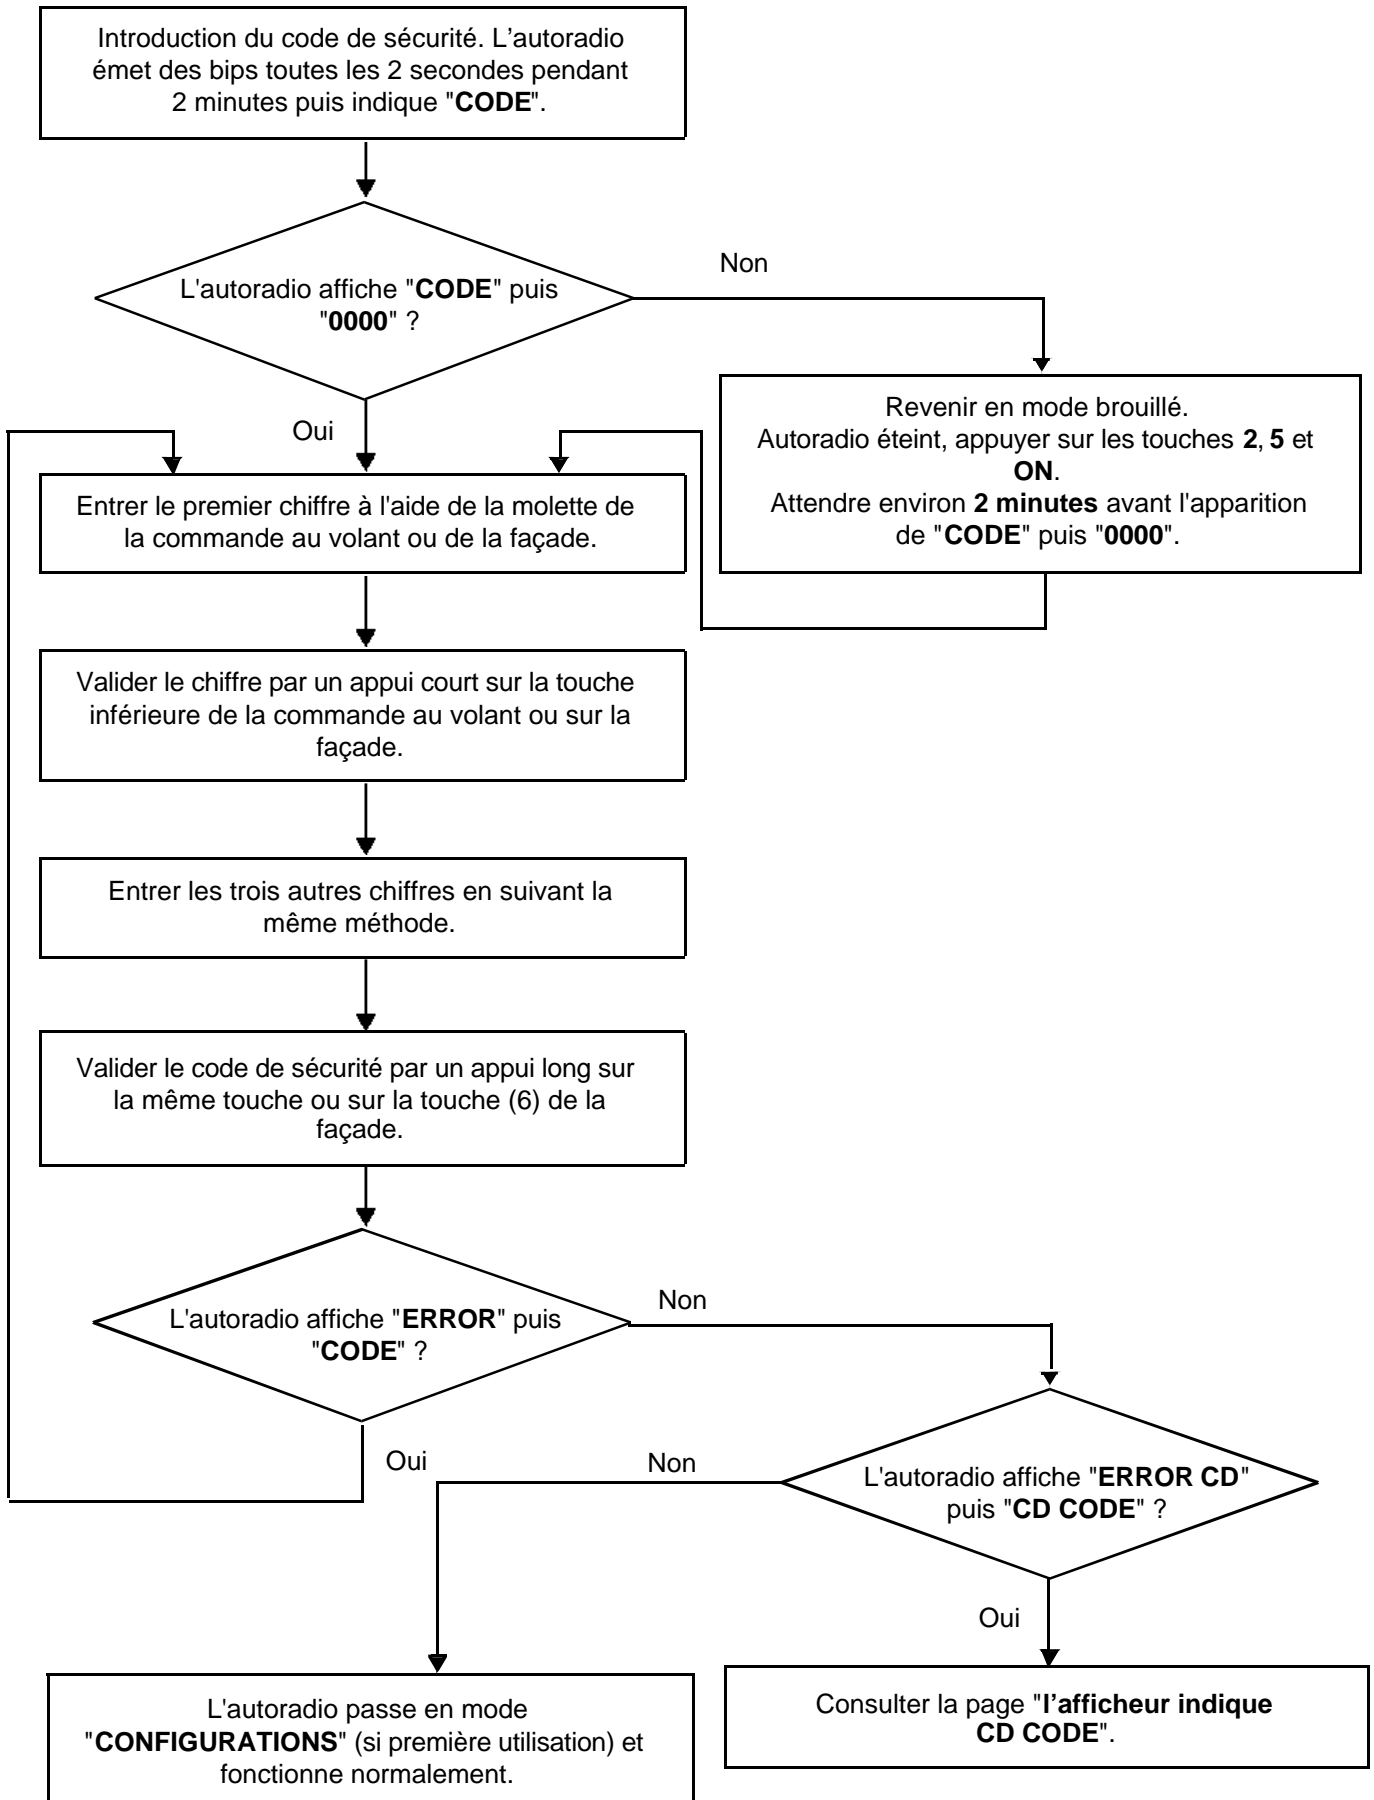 Introduction du code de sécurité. L'autoradio
émet des bips toutes les 2 secondes pendant
2 minutes puis indique "CODE".
L'autoradio affiche "CODE" puis
"0000" ?
Non
Oui
Revenir en mode brouillé.
Autoradio éteint, appuyer sur les touches 2, 5 et
ON.
Attendre environ 2 minutes avant l'apparition
de "CODE" puis "0000".
Entrer le premier chiffre à l'aide de la molette de
la commande au volant ou de la façade.
Valider le chiffre par un appui court sur la touche
inférieure de la commande au volant ou sur la
façade.
Entrer les trois autres chiffres en suivant la
même méthode.
Valider le code de sécurité par un appui long sur
la même touche ou sur la touche (6) de la
façade.
L'autoradio affiche "ERROR" puis
"CODE" ?
Non
Oui
Non
L'autoradio affiche "ERROR CD"
puis "CD CODE" ?
Oui
L'autoradio passe en mode
"CONFIGURATIONS" (si première utilisation) et
fonctionne normalement.
Consulter la page "l’afficheur indique
CD CODE".